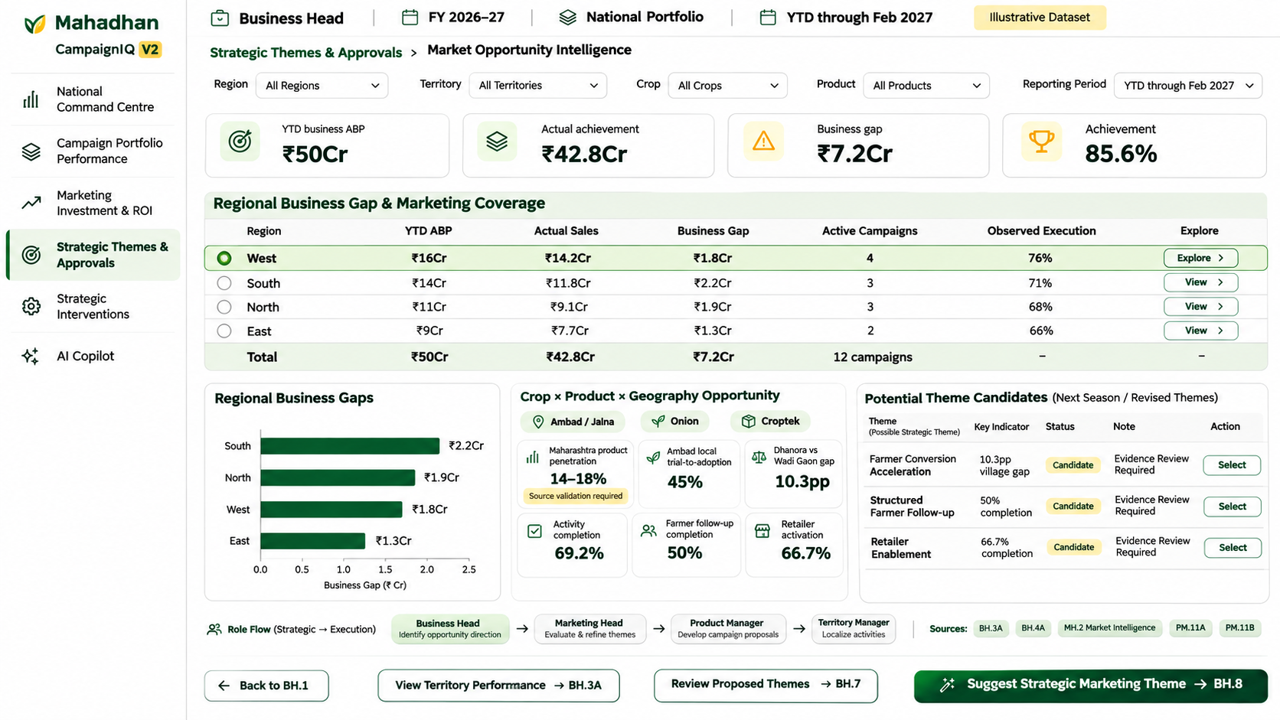 Mahadhan
CampaignIQ V2
National
Command Centre
Campaign Portfolio
Performance
Marketing
Investment & ROI
Strategic Themes &
Approvals
Strategic
Interventions
AI Copilot
Business Head | FY 2026–27 | National Portfolio | YTD through Feb 2027 Illustrative Dataset
Strategic Themes & Approvals > Market Opportunity Intelligence
Region All Regions Territory All Territories Crop All Crops Product All Products Reporting Period YTD through Feb 2027
YTD business ABP
₹50Cr
Actual achievement
₹42.8Cr
Business gap
₹7.2Cr
Achievement
85.6%
Regional Business Gap & Marketing Coverage
Region YTD ABP Actual Sales Business Gap Active Campaigns Observed Execution Explore
West ₹16Cr ₹14.2Cr ₹1.8Cr 4 76% Explore >
South ₹14Cr ₹11.8Cr ₹2.2Cr 3 71% View >
North ₹11Cr ₹9.1Cr ₹1.9Cr 3 68% View >
East ₹9Cr ₹7.7Cr ₹1.3Cr 2 66% View >
Total ₹50Cr ₹42.8Cr ₹7.2Cr 12 campaigns – –
Regional Business Gaps
South ₹2.2Cr
North ₹1.9Cr
West ₹1.8Cr
East ₹1.3Cr
0.0 0.5 1.0 1.5 2.0 2.5
Business Gap (₹ Cr)
Crop × Product × Geography Opportunity
Ambad / Jalna Onion Croptek
Maharashtra product
penetration
14–18%
Source validation required
Ambad local
trial-to-adoption
45%
Dhanora vs
Wadi Gaon gap
10.3pp
Activity
completion
69.2%
Farmer follow-up
completion
50%
Retailer
activation
66.7%
Potential Theme Candidates (Next Season / Revised Themes)
Theme
(Possible Strategic Theme) Key Indicator Status Note Action
Farmer Conversion
Acceleration
10.3pp
village gap
Candidate
Evidence Review
Required
Select
Structured
Farmer Follow-up
50%
completion
Candidate
Evidence Review
Required
Select
Retailer
Enablement
66.7%
completion
Candidate
Evidence Review
Required
Select
Role Flow (Strategic → Execution)
Business Head
Identify opportunity direction
→
Marketing Head
Evaluate & refine themes
→
Product Manager
Develop campaign proposals
→
Territory Manager
Localize activities
Sources: BH.3A BH.4A MH.2 Market Intelligence PM.11A PM.11B
← Back to BH.1
View Territory Performance → BH.3A
Review Proposed Themes → BH.7
Suggest Strategic Marketing Theme → BH.8